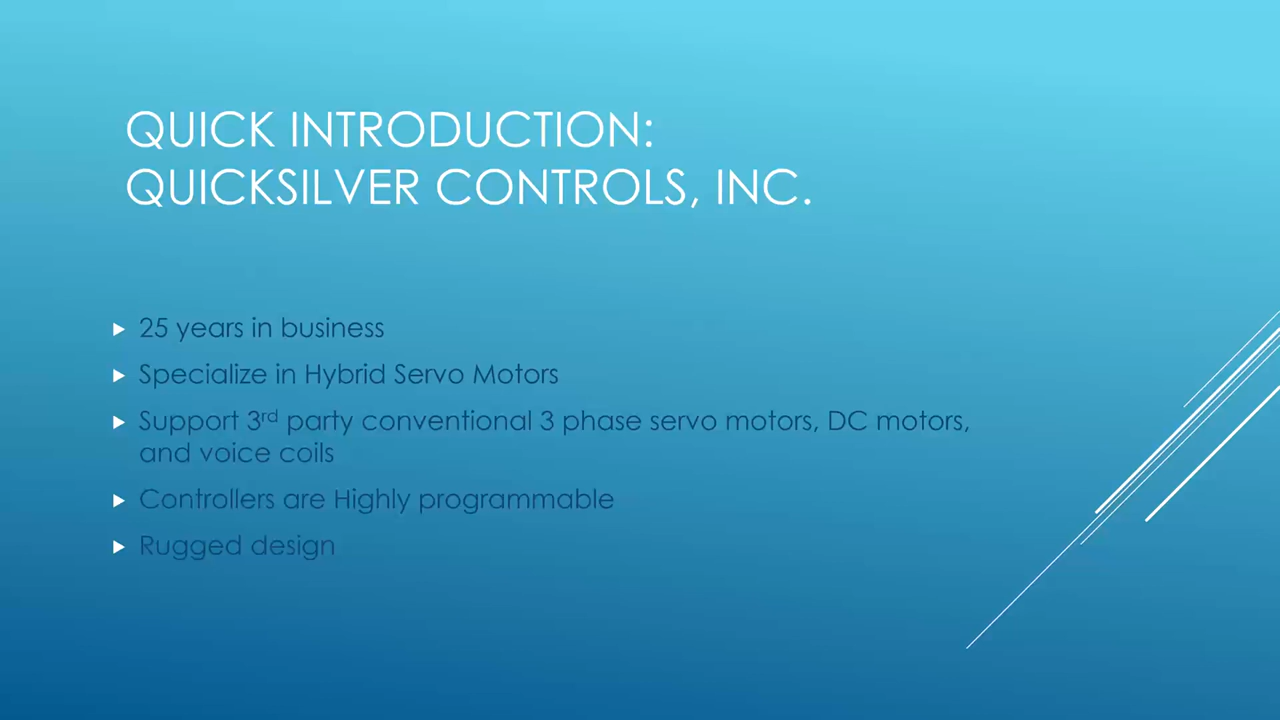 QUICK INTRODUCTION:
QUICKSILVER CONTROLS, INC.
25 years in business
Specialize in Hybrid Servo Motors
Support 3rd party conventional 3 phase servo motors, DC motors,
and voice coils
Controllers are Highly programmable
Rugged design